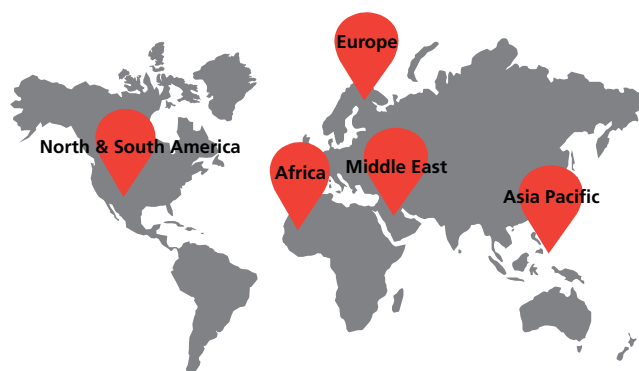 Europe
North & South America
Africa
Middle East
Asia Pacific